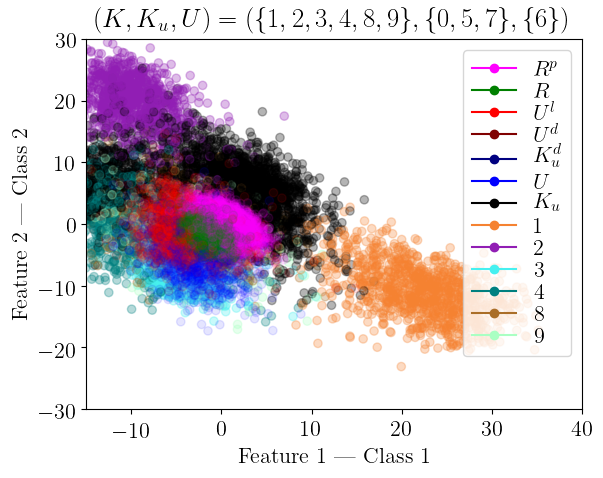 (K, K_u, U) = ({1, 2, 3, 4, 8, 9}, {0, 5, 7}, {6})
30
20
10
0
−10
−20
−30
Feature 2 — Class 2
R^p
R
U^l
U^d
K_u^d
U
K_u
1
2
3
4
8
9
−10
0
10
20
30
40
Feature 1 — Class 1